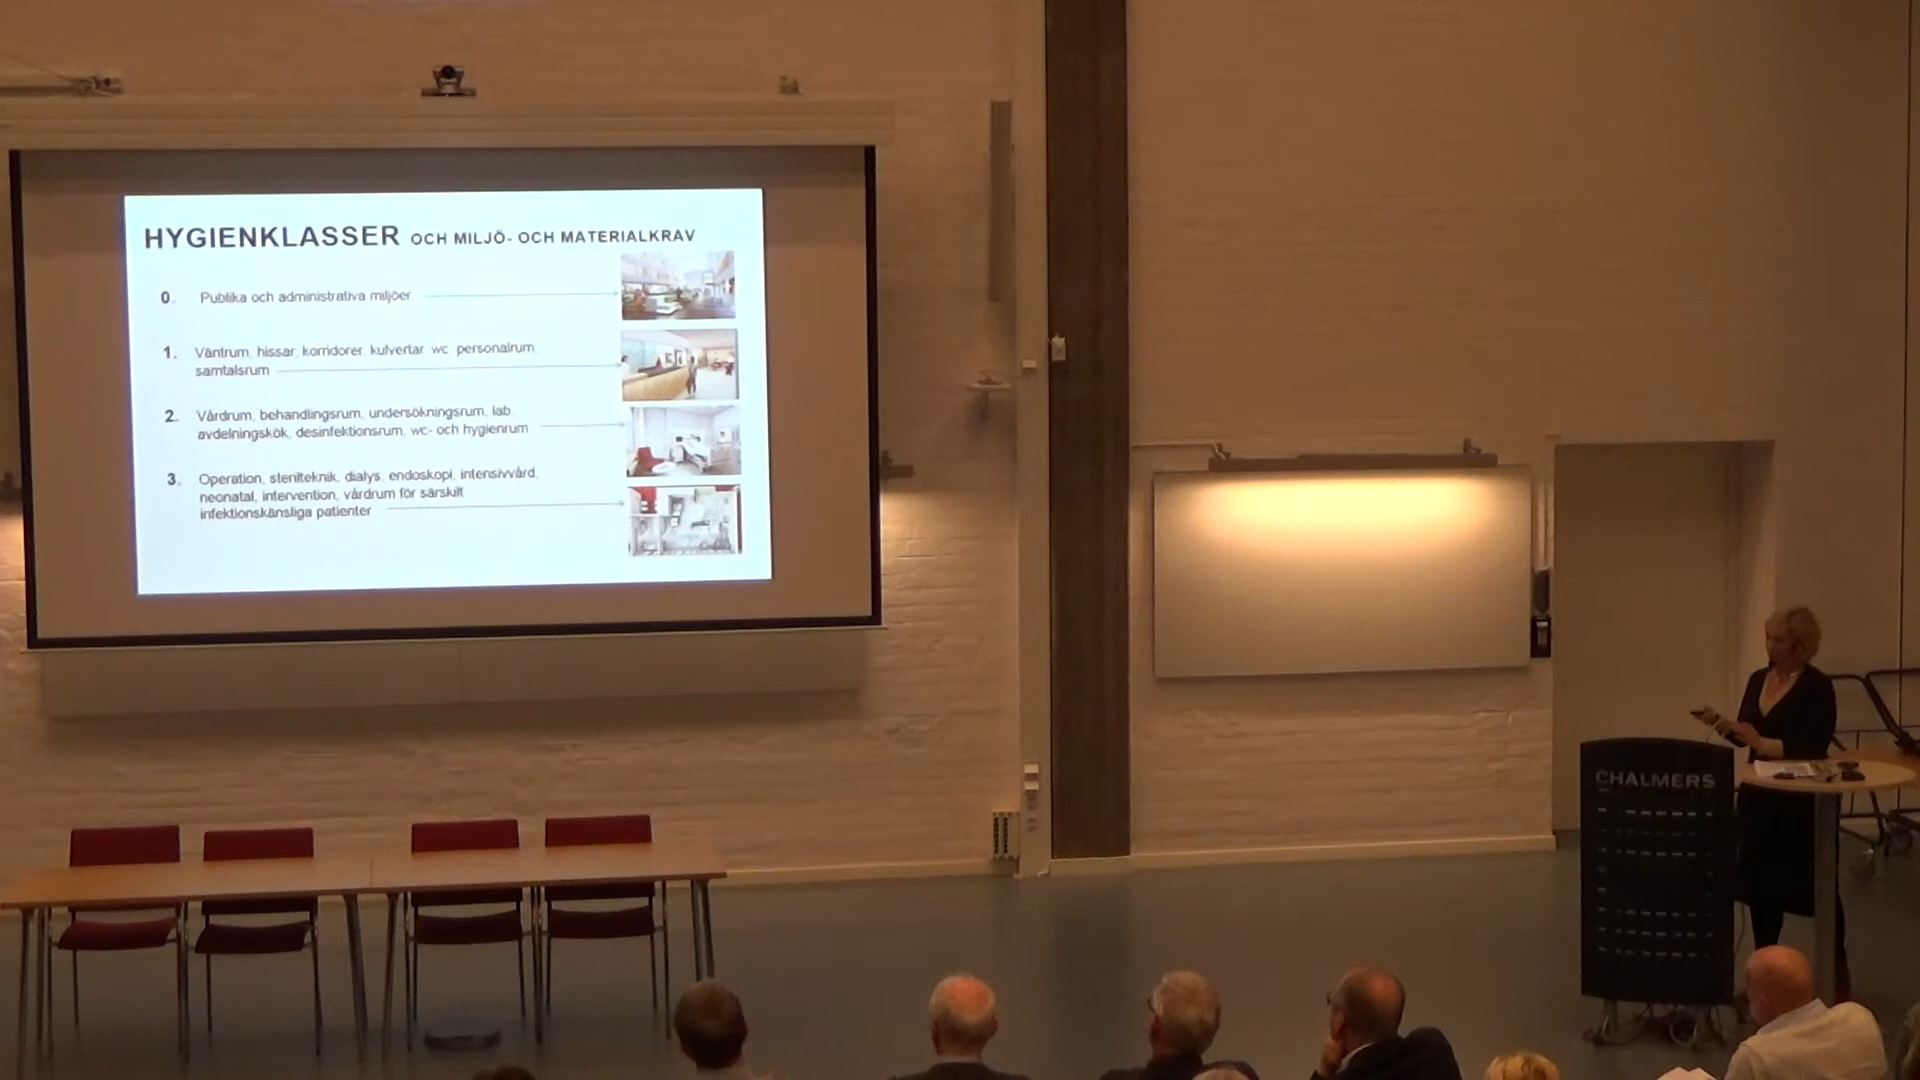 HYGIENKLASSER OCH MILJÖ- OCH MATERIALKRAV
0. Publika och administrativa miljöer
1. Väntrum, hissar, korridorer, kulvertar, wc, personalrum,
samtalsrum
2. Vårdrum, behandlingsrum, undersökningsrum, lab,
avdelningskök, desinfektionsrum, wc- och hygienrum
3. Operation, sterilteknik, dialys, endoskopi, intensivvård,
neonatal, intervention, vårdrum för särskilt
infektionskänsliga patienter
CHALMERS